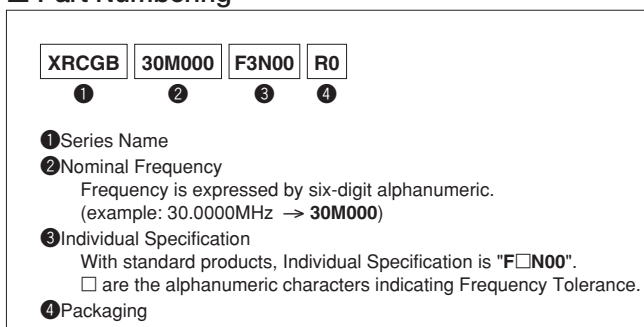 XRCGB 30M000 F3N00 R0
❶ ❷ ❸ ❹
❶Series Name
❷Nominal Frequency
Frequency is expressed by six-digit alphanumeric.
(example: 30.0000MHz → 30M000)
❸Individual Specification
With standard products, Individual Specification is "F□N00".
□ are the alphanumeric characters indicating Frequency Tolerance.
❹Packaging